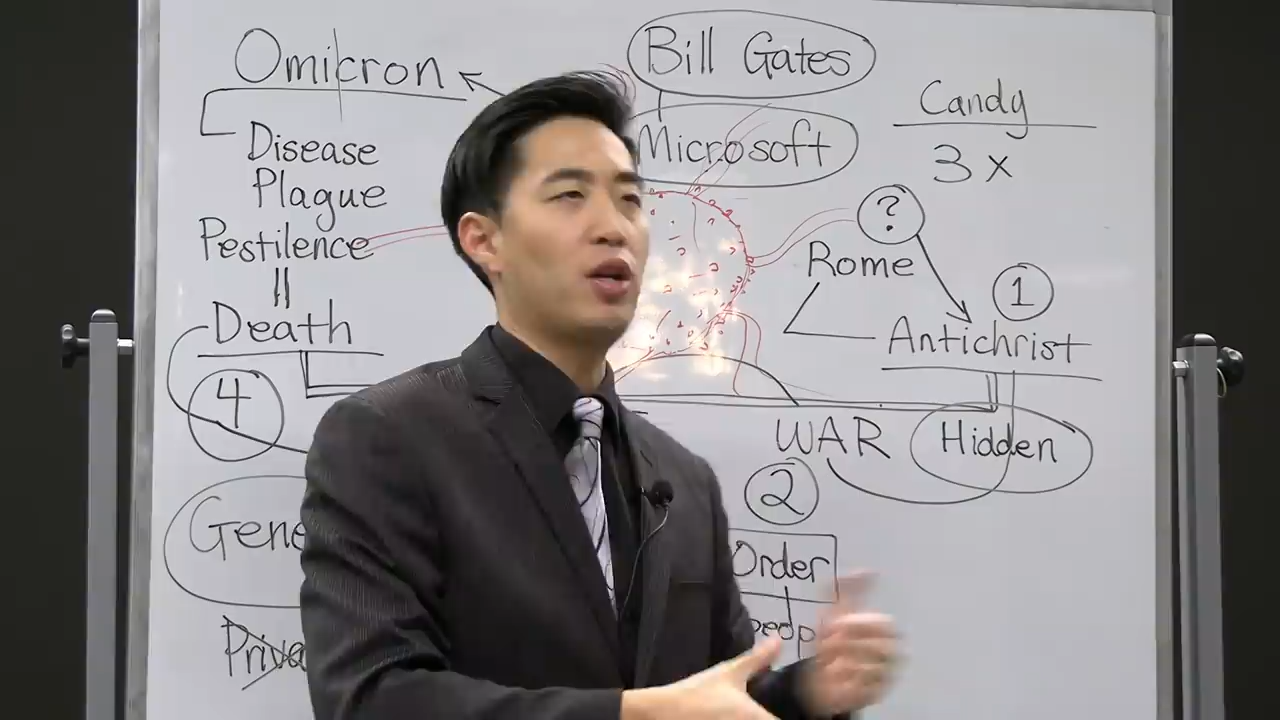 Omicron
Disease
Plague
Pestilence
Death
4
Bill Gates
Microsoft
Candy
3 x
?
Rome
1
Antichrist
WAR
Hidden
2
Order